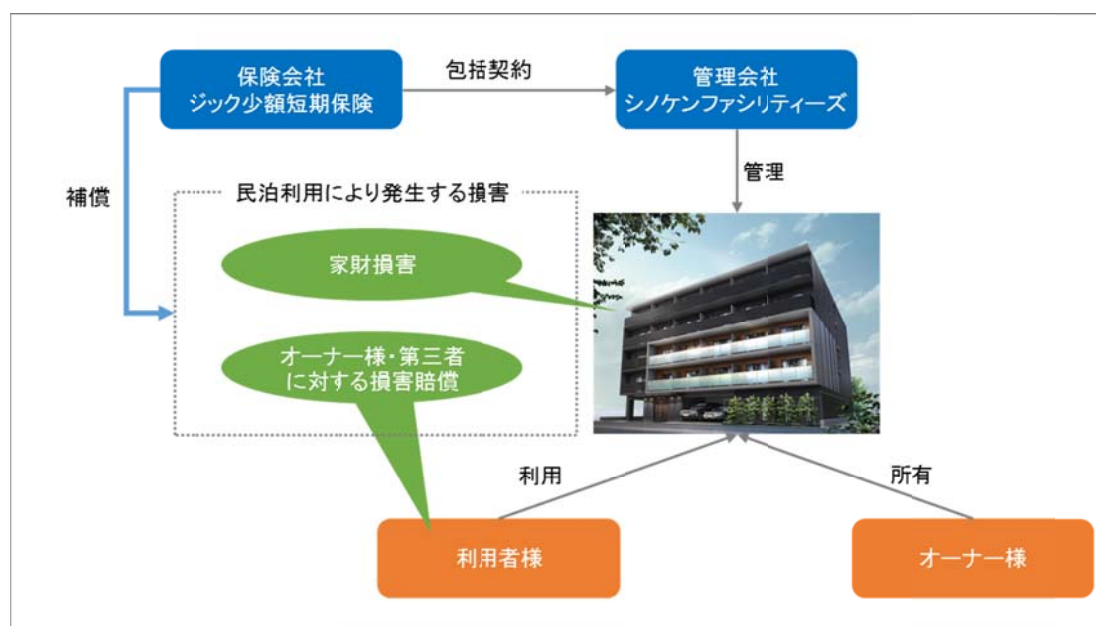 保険会社
ジック少額短期保険
包括契約
管理会社
シノケンファシリティーズ
管理
補償
民泊利用により発生する損害
家財損害
オーナー様・第三者
に対する損害賠償
利用
所有
利用者様
オーナー様